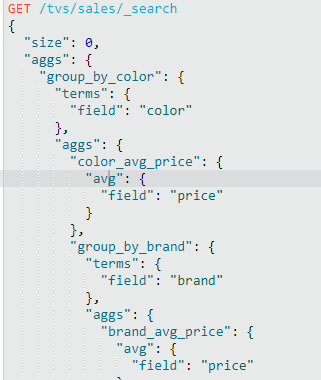 GET /tvs/sales/_search
{
"size": 0,
"aggs": {
"group_by_color": {
"terms": {
"field": "color"
},
"aggs": {
"color_avg_price": {
"avg": {
"field": "price"
}
},
"group_by_brand": {
"terms": {
"field": "brand"
},
"aggs": {
"brand_avg_price": {
"avg": {
"field": "price"